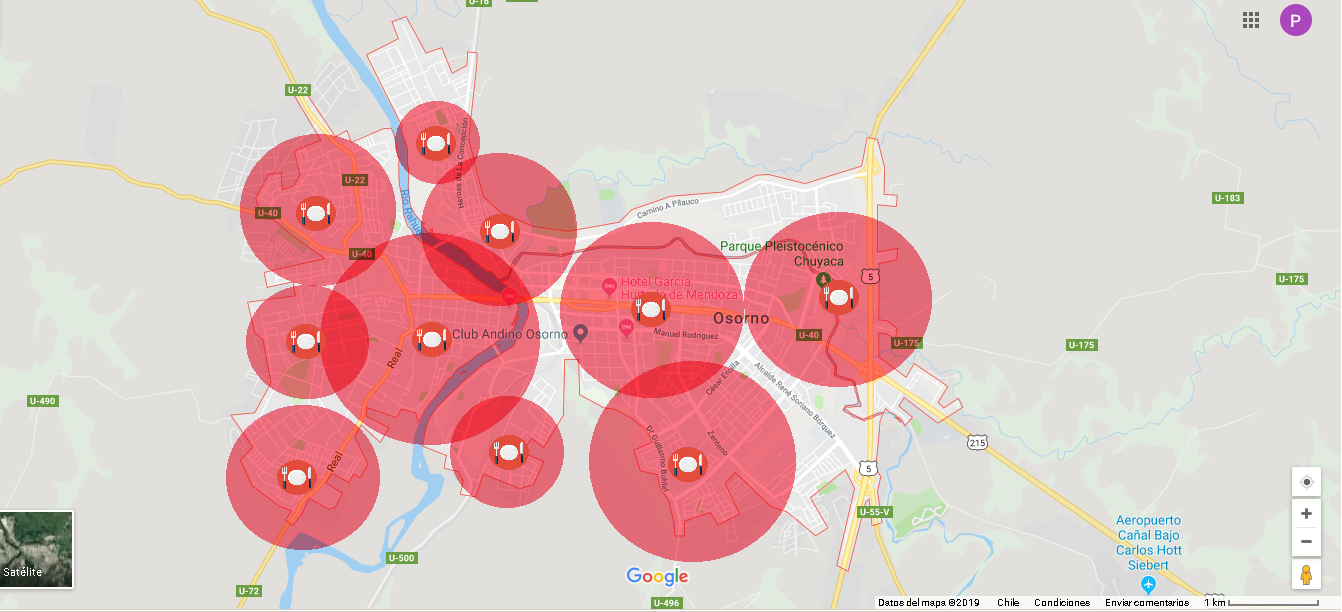 U-16
P
U-22
Heroes de La Concepción
U-22
U-183
Río Rahue
Camino A Pilauco
U-40
Parque Pleistocénico
Chuyaca
U-40
5
U-175
Hotel García
Hurtado de Mendoza
Osorno
Club Andino Osorno
Manuel Rodríguez
U-40
U-175
U-175
Real
César Ercilla
Alcalde René Soriano Bórquez
U-490
Dr. Guillermo Bühler
Zenteno
215
Real
5
U-55-V
Aeropuerto
Cañal Bajo
Carlos Hott
Siebert
U-500
Satélite
Google
U-72
U-496
Datos del mapa ©2019 Chile Condiciones Enviar comentarios 1 km